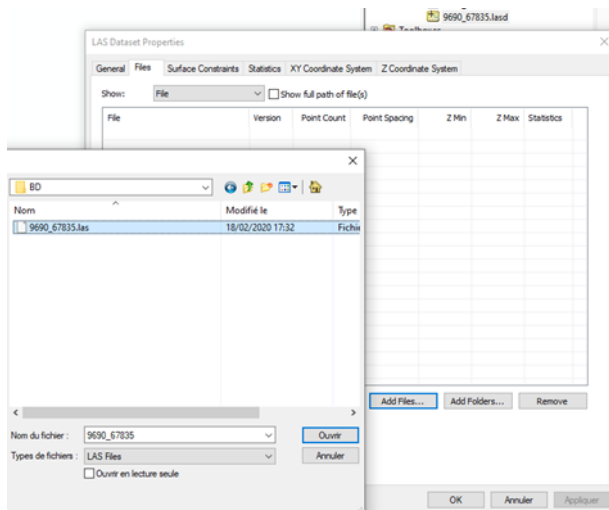 9690_67835.lasd
LAS Dataset Properties
General Files Surface Constraints Statistics XY Coordinate System Z Coordinate System
Show: File Show full path of file(s)
File Version Point Count Point Spacing Z Min Z Max Statistics
BD
Nom Modifié le Type
9690_67835.las 18/02/2020 17:32 Fichie
Add Files... Add Folders... Remove
Nom du fichier : 9690_67835 Ouvrir
Types de fichiers : LAS Files Annuler
Ouvrir en lecture seule
OK Annuler Appliquer